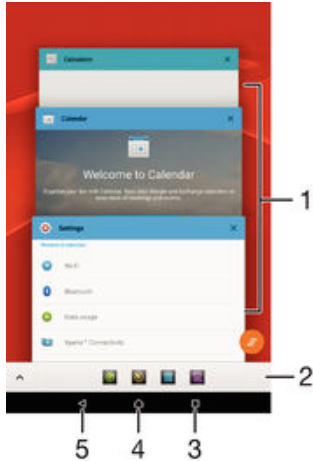 Calculator
Calendar
Welcome to Calendar
Settings
Wi-Fi
Bluetooth
Data usage
Xperia™ Connectivity
1
2
5 4 3